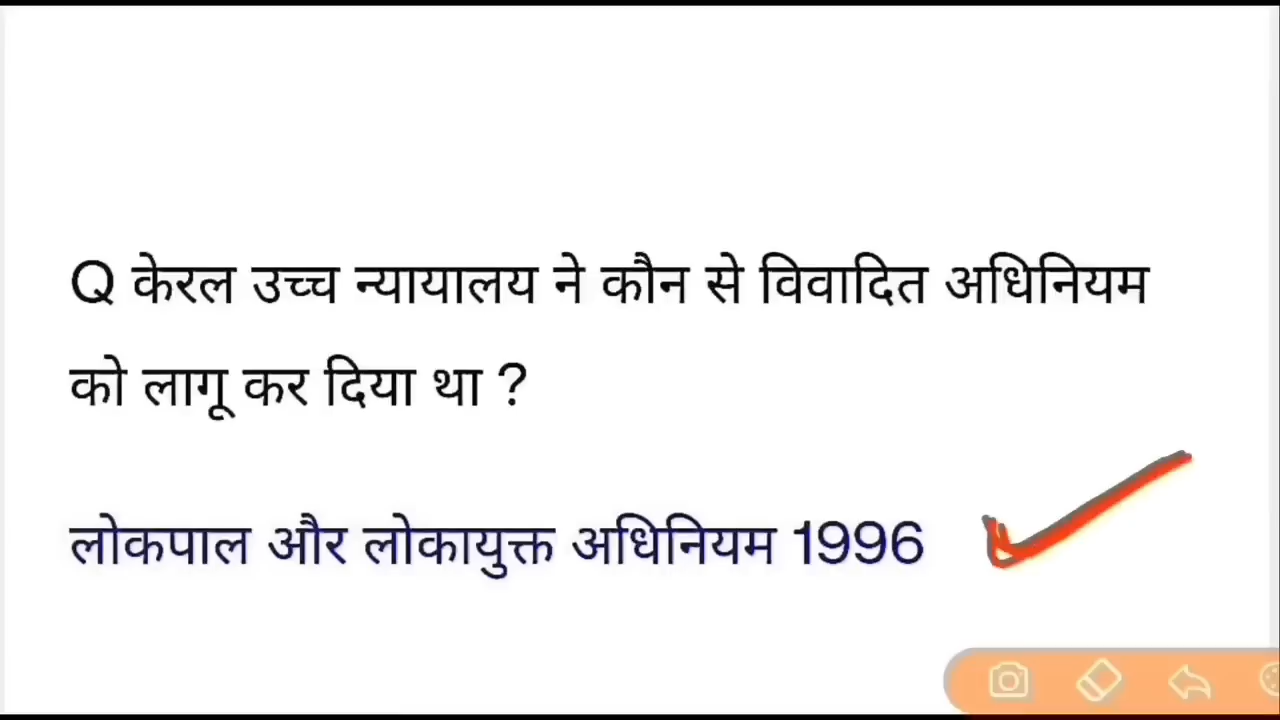 Q केरल उच्च न्यायालय ने कौन से विवादित अधिनियम
को लागू कर दिया था ?
लोकपाल और लोकायुक्त अधिनियम 1996